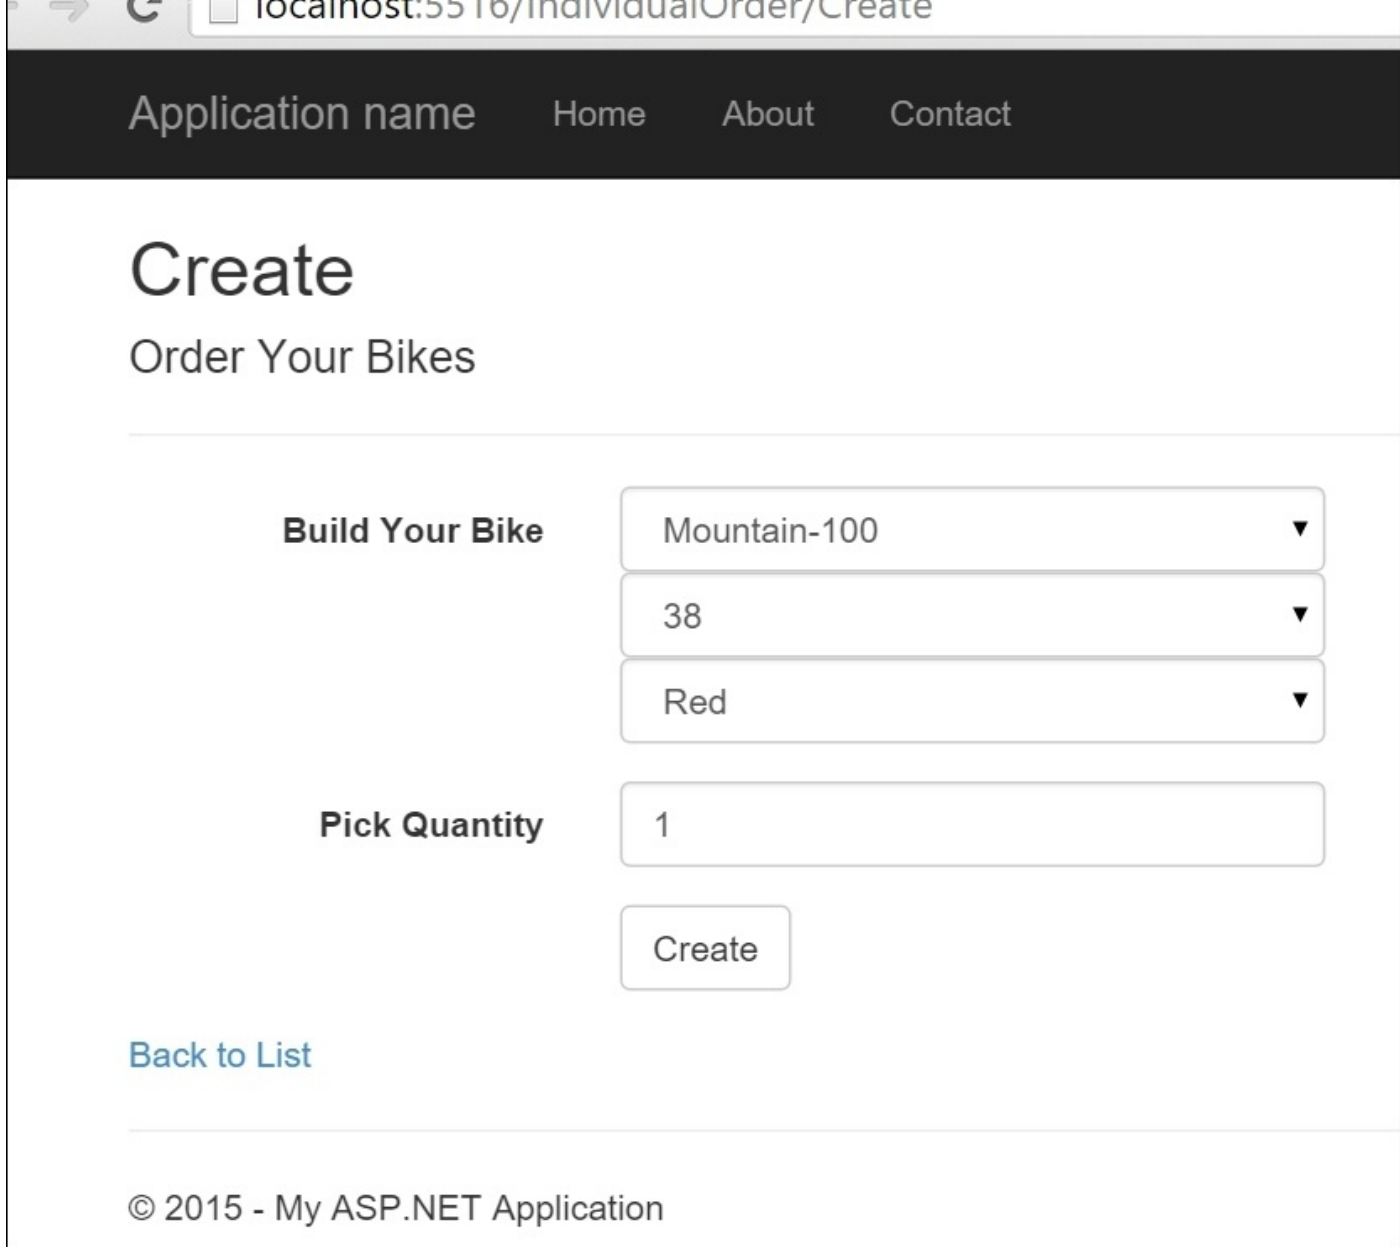 localhost:5516/IndividualOrder/Create
Application name Home About Contact
Create
Order Your Bikes
Build Your Bike Mountain-100
38
Red
Pick Quantity 1
Create
Back to List
© 2015 - My ASP.NET Application